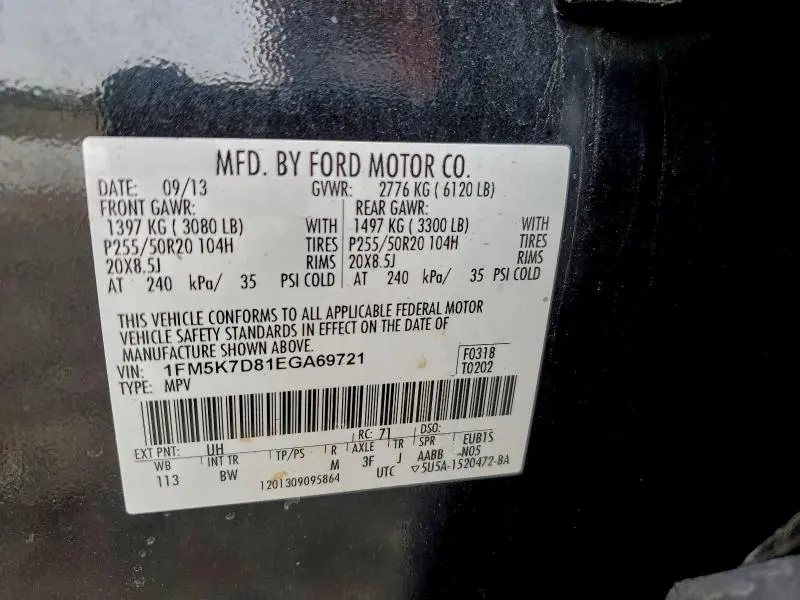 MFD. BY FORD MOTOR CO.
DATE: 09/13 GVWR: 2776 KG ( 6120 LB)
FRONT GAWR: REAR GAWR:
1397 KG ( 3080 LB) WITH 1497 KG ( 3300 LB) WITH
P255/50R20 104H TIRES P255/50R20 104H TIRES
20X8.5J RIMS 20X8.5J RIMS
AT 240 kPa/ 35 PSI COLD AT 240 kPa/ 35 PSI COLD
THIS VEHICLE CONFORMS TO ALL APPLICABLE FEDERAL MOTOR
VEHICLE SAFETY STANDARDS IN EFFECT ON THE DATE OF
MANUFACTURE SHOWN ABOVE.
VIN: 1FM5K7D81EGA69721 F0318
TYPE: MPV T0202
EXT PNT: UH RC: 71 DSO:
WB INT TR TP/PS R AXLE TR SPR EUB1S
113 BW M 3F J AABB N05
1201309095864 UTC ▽5U5A-1520472-BA